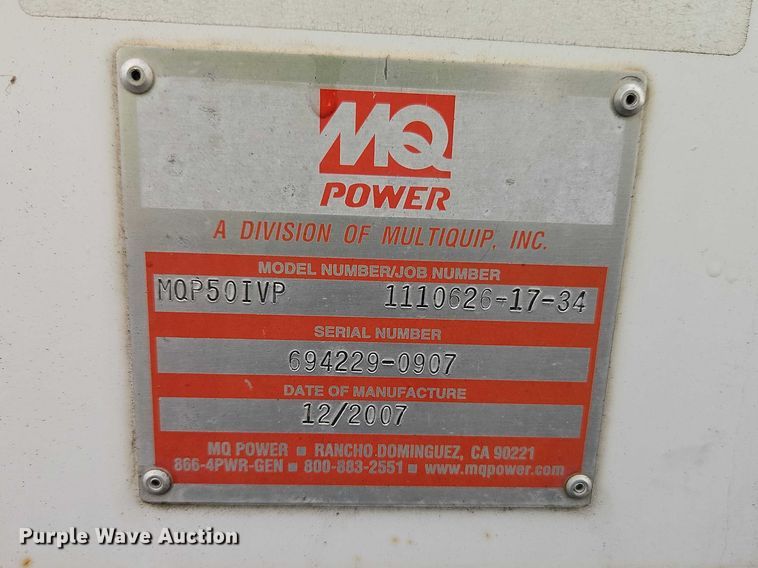 MQ
POWER
A DIVISION OF MULTIQUIP, INC.
MODEL NUMBER/JOB NUMBER
MQP50IVP 1110626-17-34
SERIAL NUMBER
694229-0907
DATE OF MANUFACTURE
12/2007
MQ POWER ■ RANCHO DOMINGUEZ, CA 90221
866-4PWR-GEN ■ 800-883-2551 ■ www.mqpower.com
Purple Wave Auction